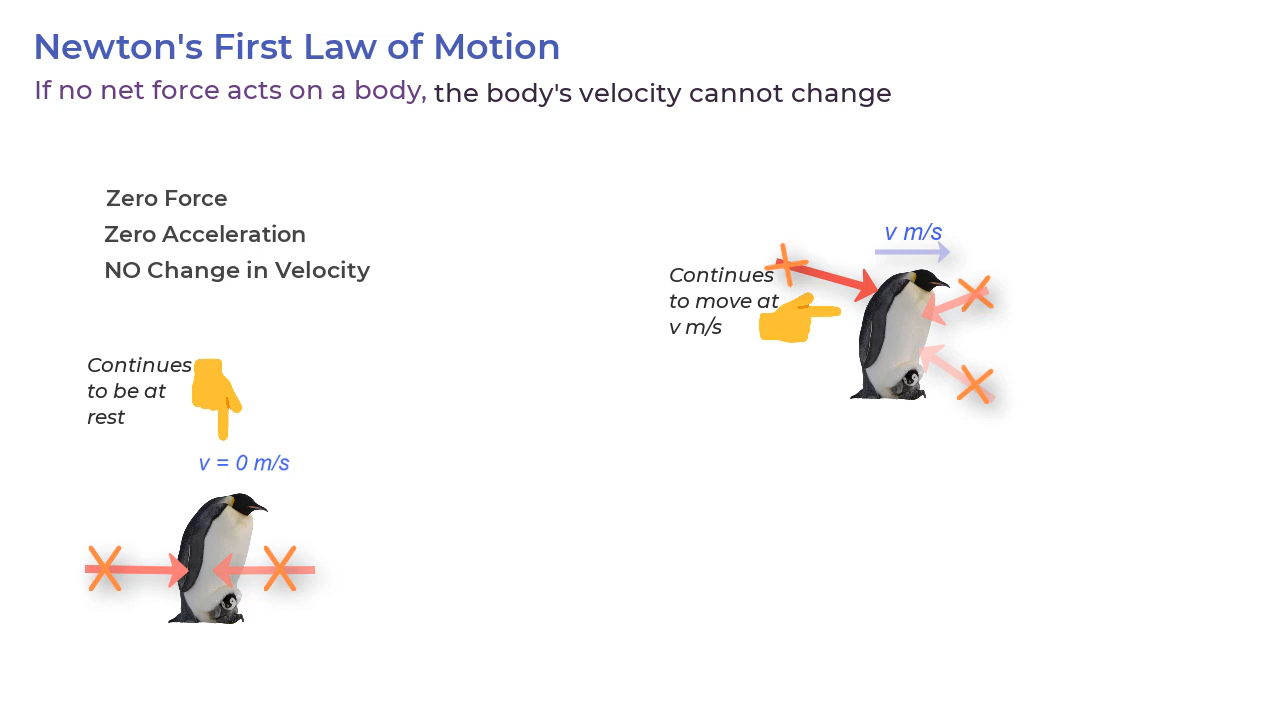 Newton's First Law of Motion
If no net force acts on a body, the body's velocity cannot change
Zero Force
Zero Acceleration
NO Change in Velocity
Continues
to be at
rest
v = 0 m/s
v m/s
Continues
to move at
v m/s